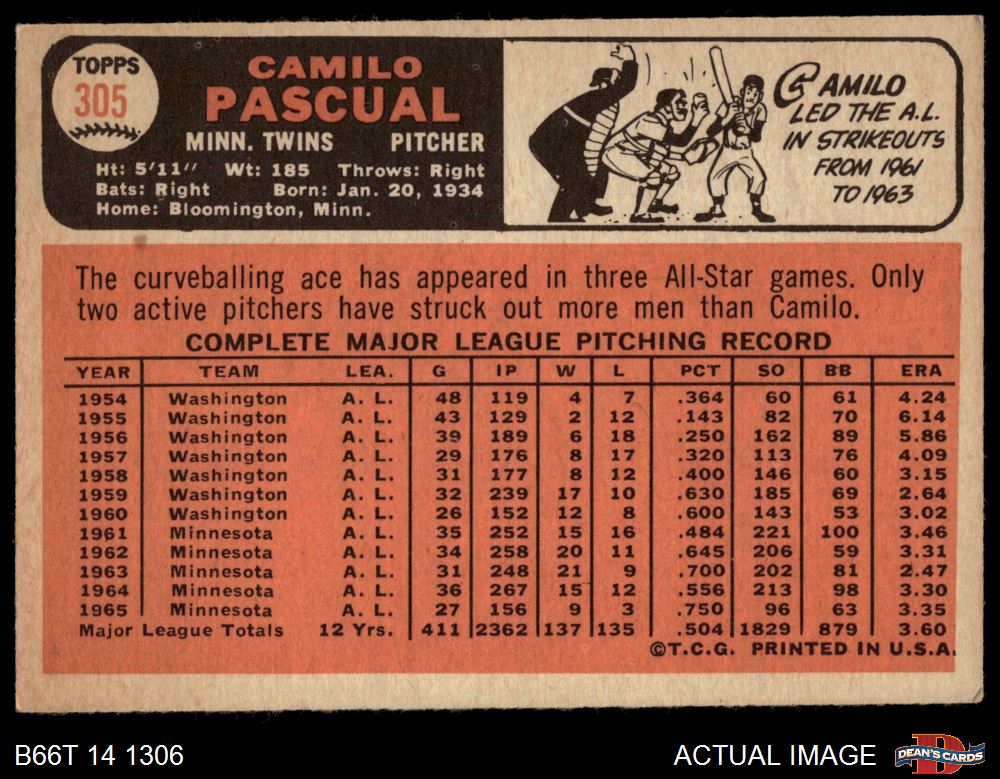 TOPPS
305
CAMILO
PASCUAL
MINN. TWINS PITCHER
Ht: 5'11" Wt: 185 Throws: Right
Bats: Right Born: Jan. 20, 1934
Home: Bloomington, Minn.
CAMILO
LED THE A.L.
IN STRIKEOUTS
FROM 1961
TO 1963
The curveballing ace has appeared in three All-Star games. Only
two active pitchers have struck out more men than Camilo.
COMPLETE MAJOR LEAGUE PITCHING RECORD
YEAR TEAM LEA. G IP W L PCT SO BB ERA
1954 Washington A. L. 48 119 4 7 .364 60 61 4.24
1955 Washington A. L. 43 129 2 12 .143 82 70 6.14
1956 Washington A. L. 39 189 6 18 .250 162 89 5.86
1957 Washington A. L. 29 176 8 17 .320 113 76 4.09
1958 Washington A. L. 31 177 8 12 .400 146 60 3.15
1959 Washington A. L. 32 239 17 10 .630 185 69 2.64
1960 Washington A. L. 26 152 12 8 .600 143 53 3.02
1961 Minnesota A. L. 35 252 15 16 .484 221 100 3.46
1962 Minnesota A. L. 34 258 20 11 .645 206 59 3.31
1963 Minnesota A. L. 31 248 21 9 .700 202 81 2.47
1964 Minnesota A. L. 36 267 15 12 .556 213 98 3.30
1965 Minnesota A. L. 27 156 9 3 .750 96 63 3.35
Major League Totals 12 Yrs. 411 2362 137 135 .504 1829 879 3.60
©T.C.G. PRINTED IN U.S.A.
B66T 14 1306
ACTUAL IMAGE
DEAN'S CARDS